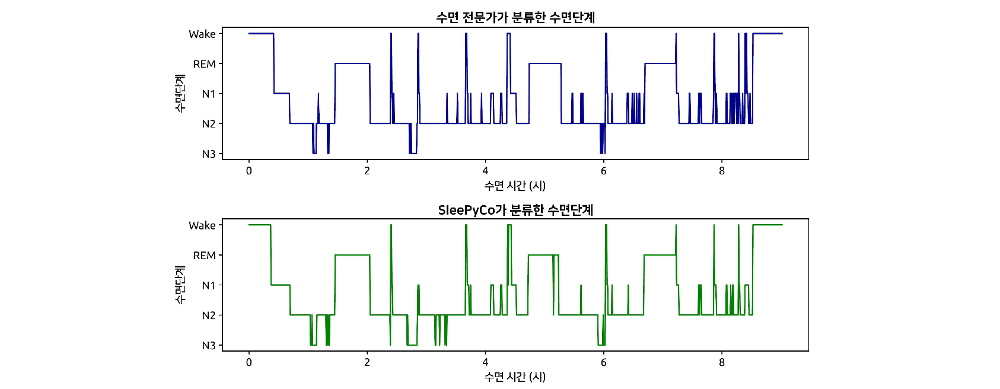 수면 전문가가 분류한 수면단계
수면단계
Wake
REM
N1
N2
N3
0 2 4 6 8
수면 시간 (시)
SleePyCo가 분류한 수면단계
수면단계
Wake
REM
N1
N2
N3
0 2 4 6 8
수면 시간 (시)